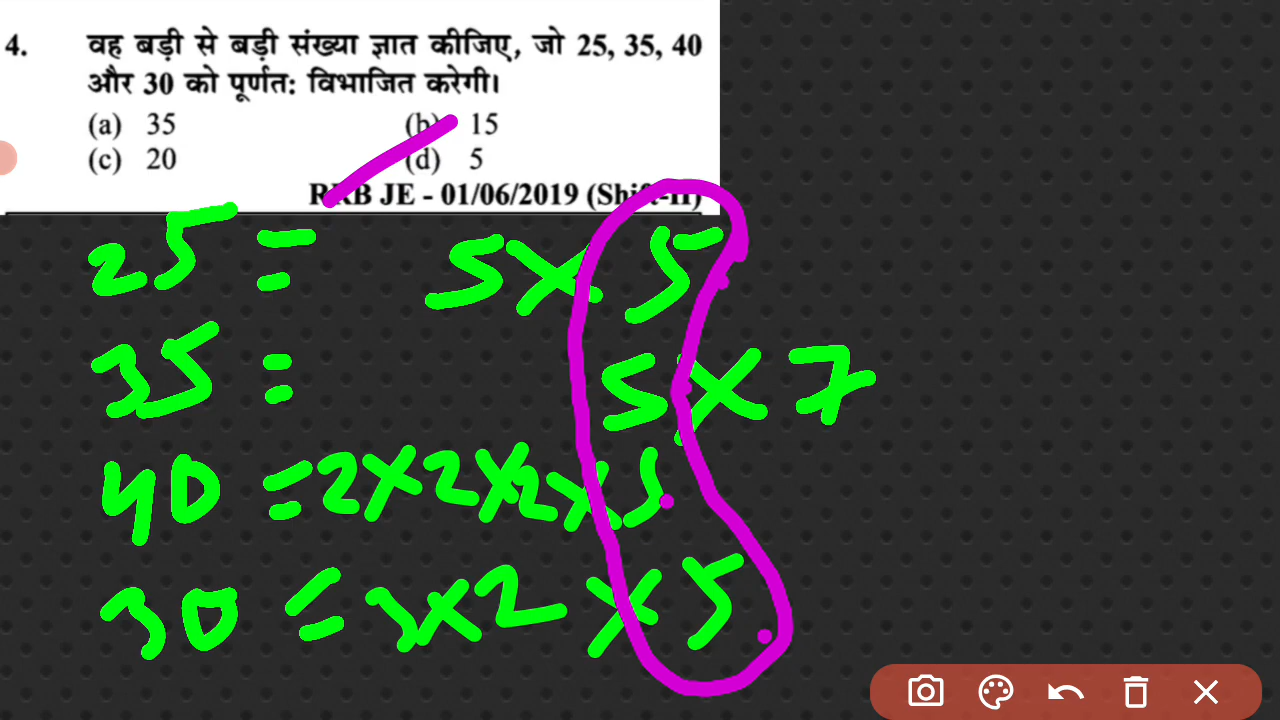 4. वह बड़ी से बड़ी संख्या ज्ञात कीजिए, जो 25, 35, 40
और 30 को पूर्णत: विभाजित करेगी।
(a) 35 (b) 15
(c) 20 (d) 5
RRB JE - 01/06/2019 (Shift-II)
25 = 5 × 5
35 = 5 × 7
40 = 2 × 2 × 2 × 5
30 = 3 × 2 × 5